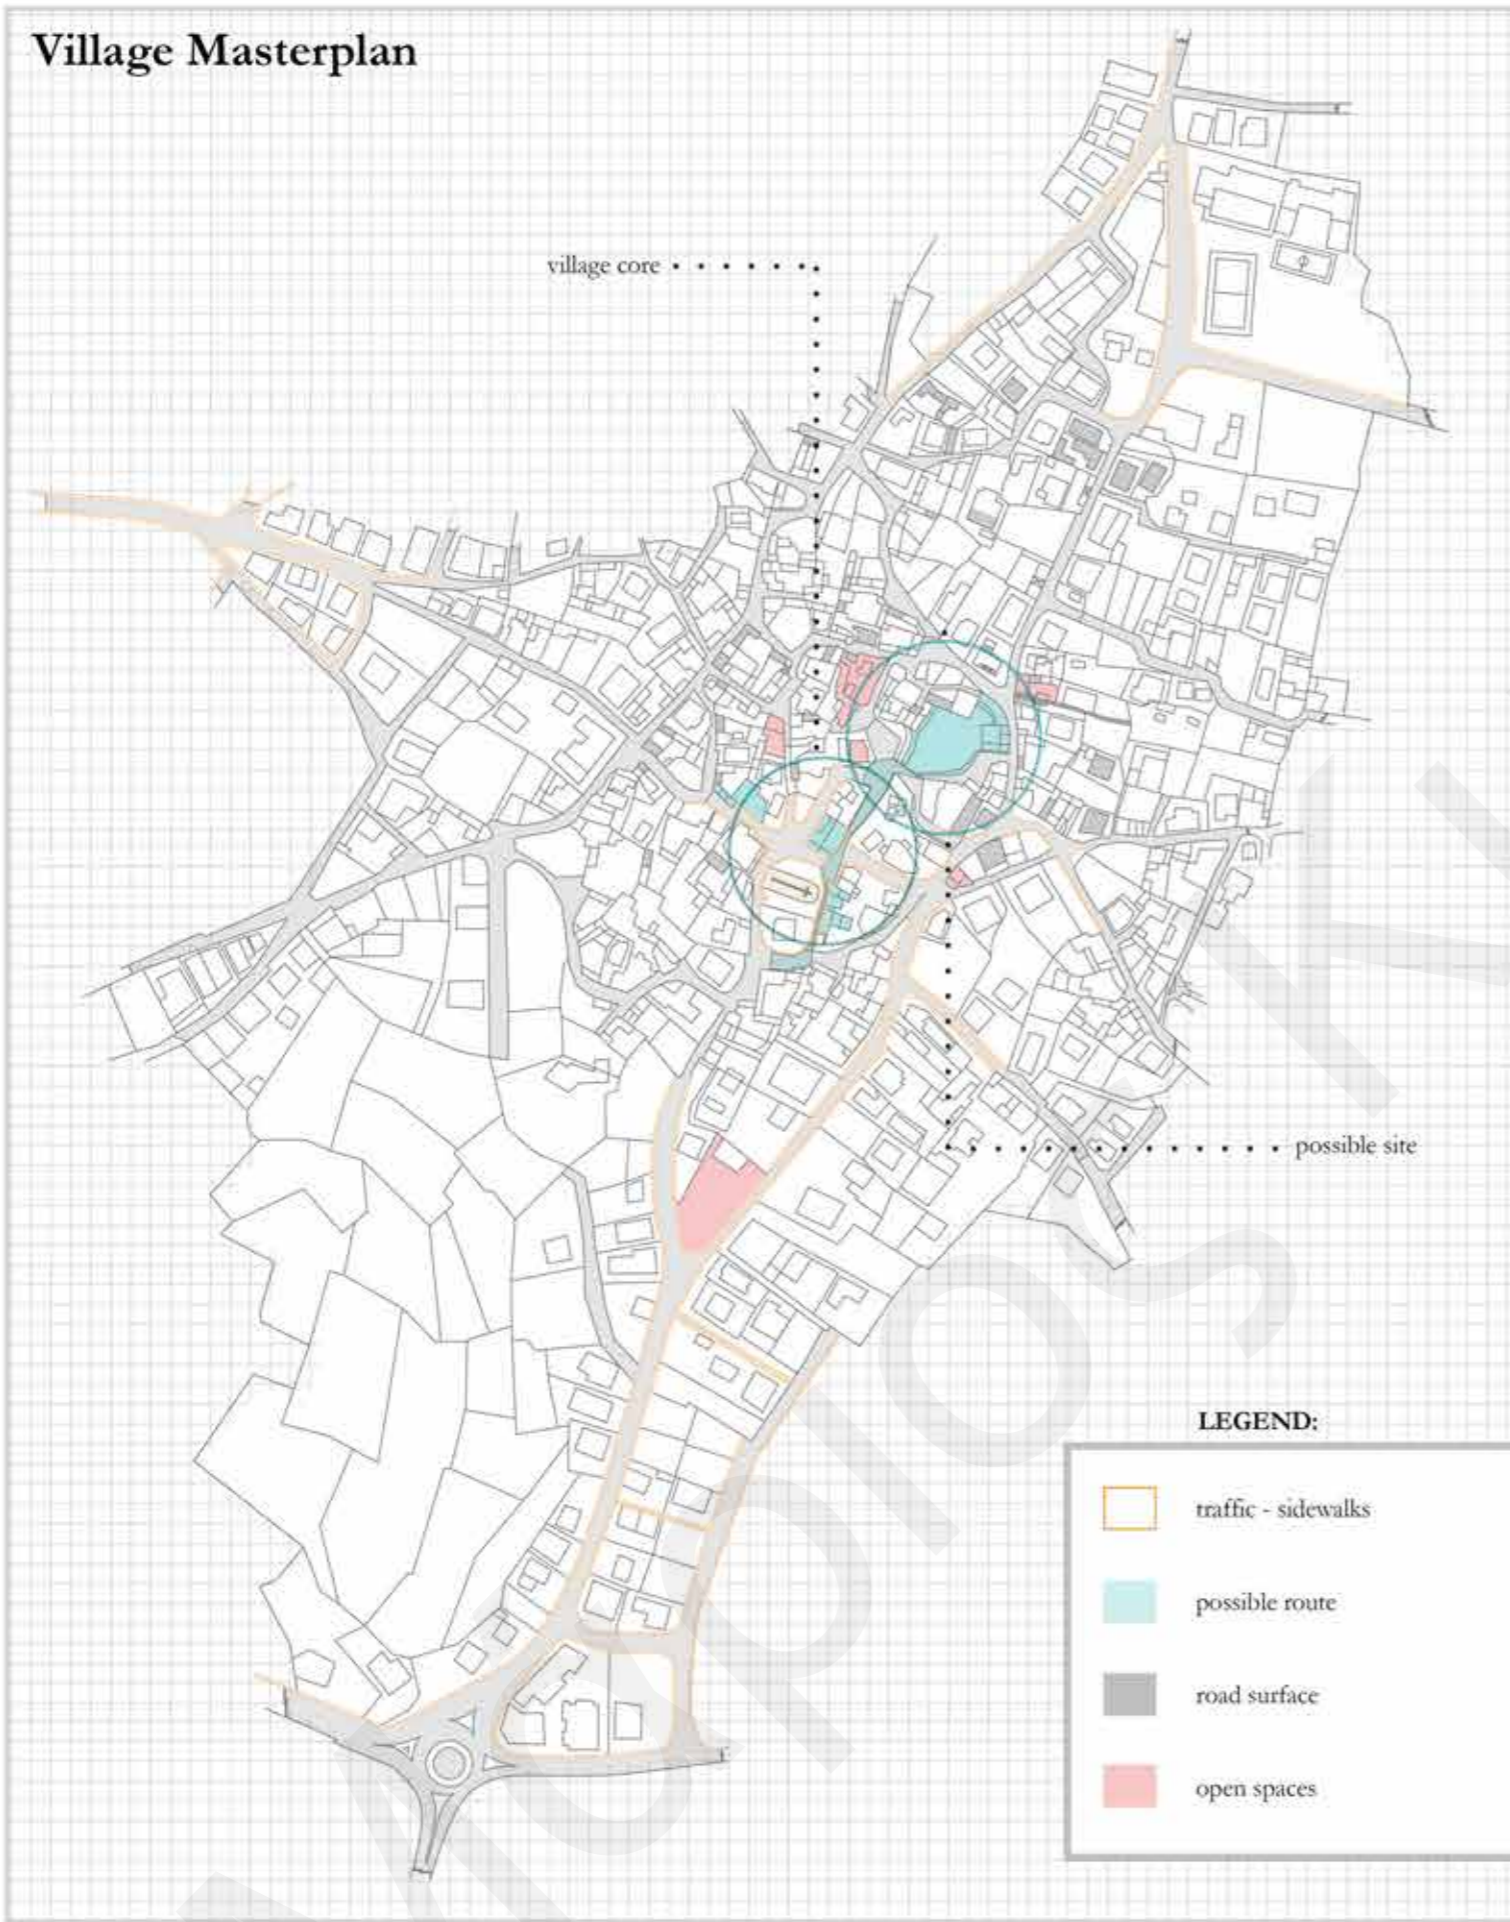 Village Masterplan
village core
possible site
LEGEND:
traffic - sidewalks
possible route
road surface
open spaces